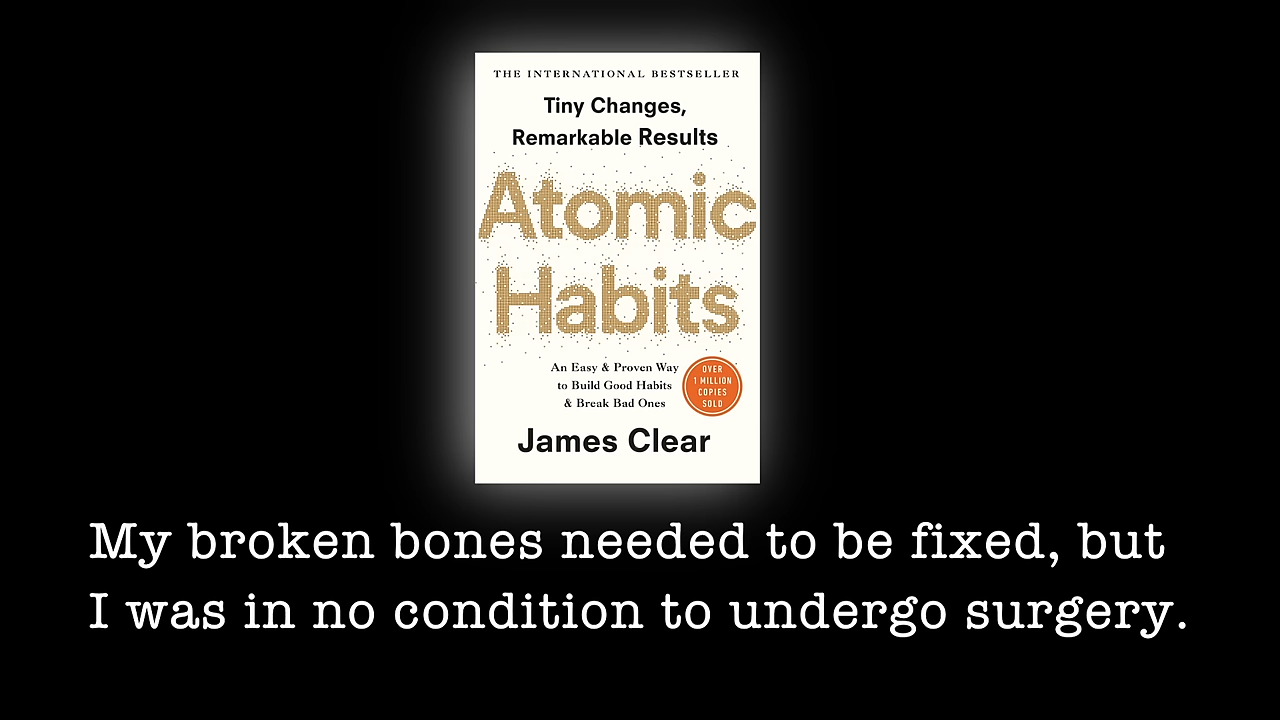 THE INTERNATIONAL BESTSELLER
Tiny Changes,
Remarkable Results
Atomic
Habits
An Easy & Proven Way
to Build Good Habits
& Break Bad Ones
OVER
1 MILLION
COPIES
SOLD
James Clear
My broken bones needed to be fixed, but
I was in no condition to undergo surgery.